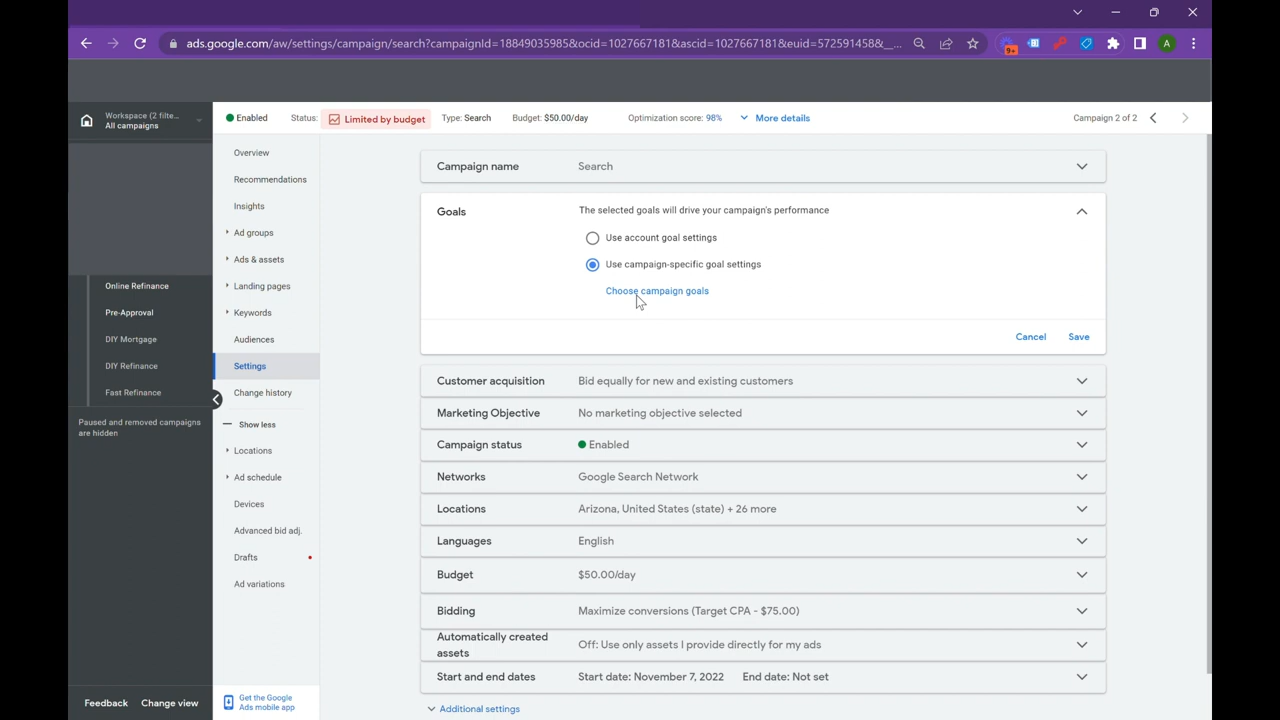 ads.google.com/aw/settings/campaign/search?campaignId=18849035985&ocid=1027667181&ascid=1027667181&euid=572591458&__...
9+
A
Workspace (2 filte...
All campaigns
Enabled
Status:
Limited by budget
Type: Search
Budget: $50.00/day
Optimization score: 98%
More details
Campaign 2 of 2
Online Refinance
Pre-Approval
DIY Mortgage
DIY Refinance
Fast Refinance
Paused and removed campaigns
are hidden
Feedback
Change view
Overview
Recommendations
Insights
Ad groups
Ads & assets
Landing pages
Keywords
Audiences
Settings
Change history
Show less
Locations
Ad schedule
Devices
Advanced bid adj.
Drafts
Ad variations
Get the Google
Ads mobile app
Campaign name
Search
Goals
The selected goals will drive your campaign's performance
Use account goal settings
Use campaign-specific goal settings
Choose campaign goals
Cancel
Save
Customer acquisition
Bid equally for new and existing customers
Marketing Objective
No marketing objective selected
Campaign status
Enabled
Networks
Google Search Network
Locations
Arizona, United States (state) + 26 more
Languages
English
Budget
$50.00/day
Bidding
Maximize conversions (Target CPA - $75.00)
Automatically created
assets
Off: Use only assets I provide directly for my ads
Start and end dates
Start date: November 7, 2022
End date: Not set
Additional settings